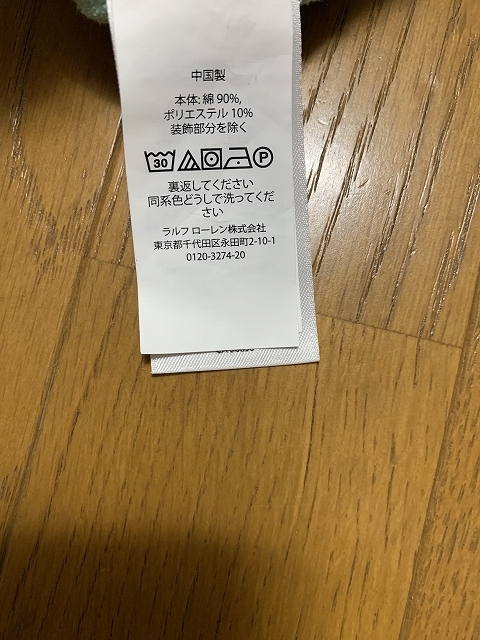 中国製
本体: 綿 90%,
ポリエステル 10%
装飾部分を除く
30 P
裏返してください
同系色どうしで洗ってくだ
さい
ラルフ ローレン株式会社
東京都千代田区永田町2-10-1
0120-3274-20